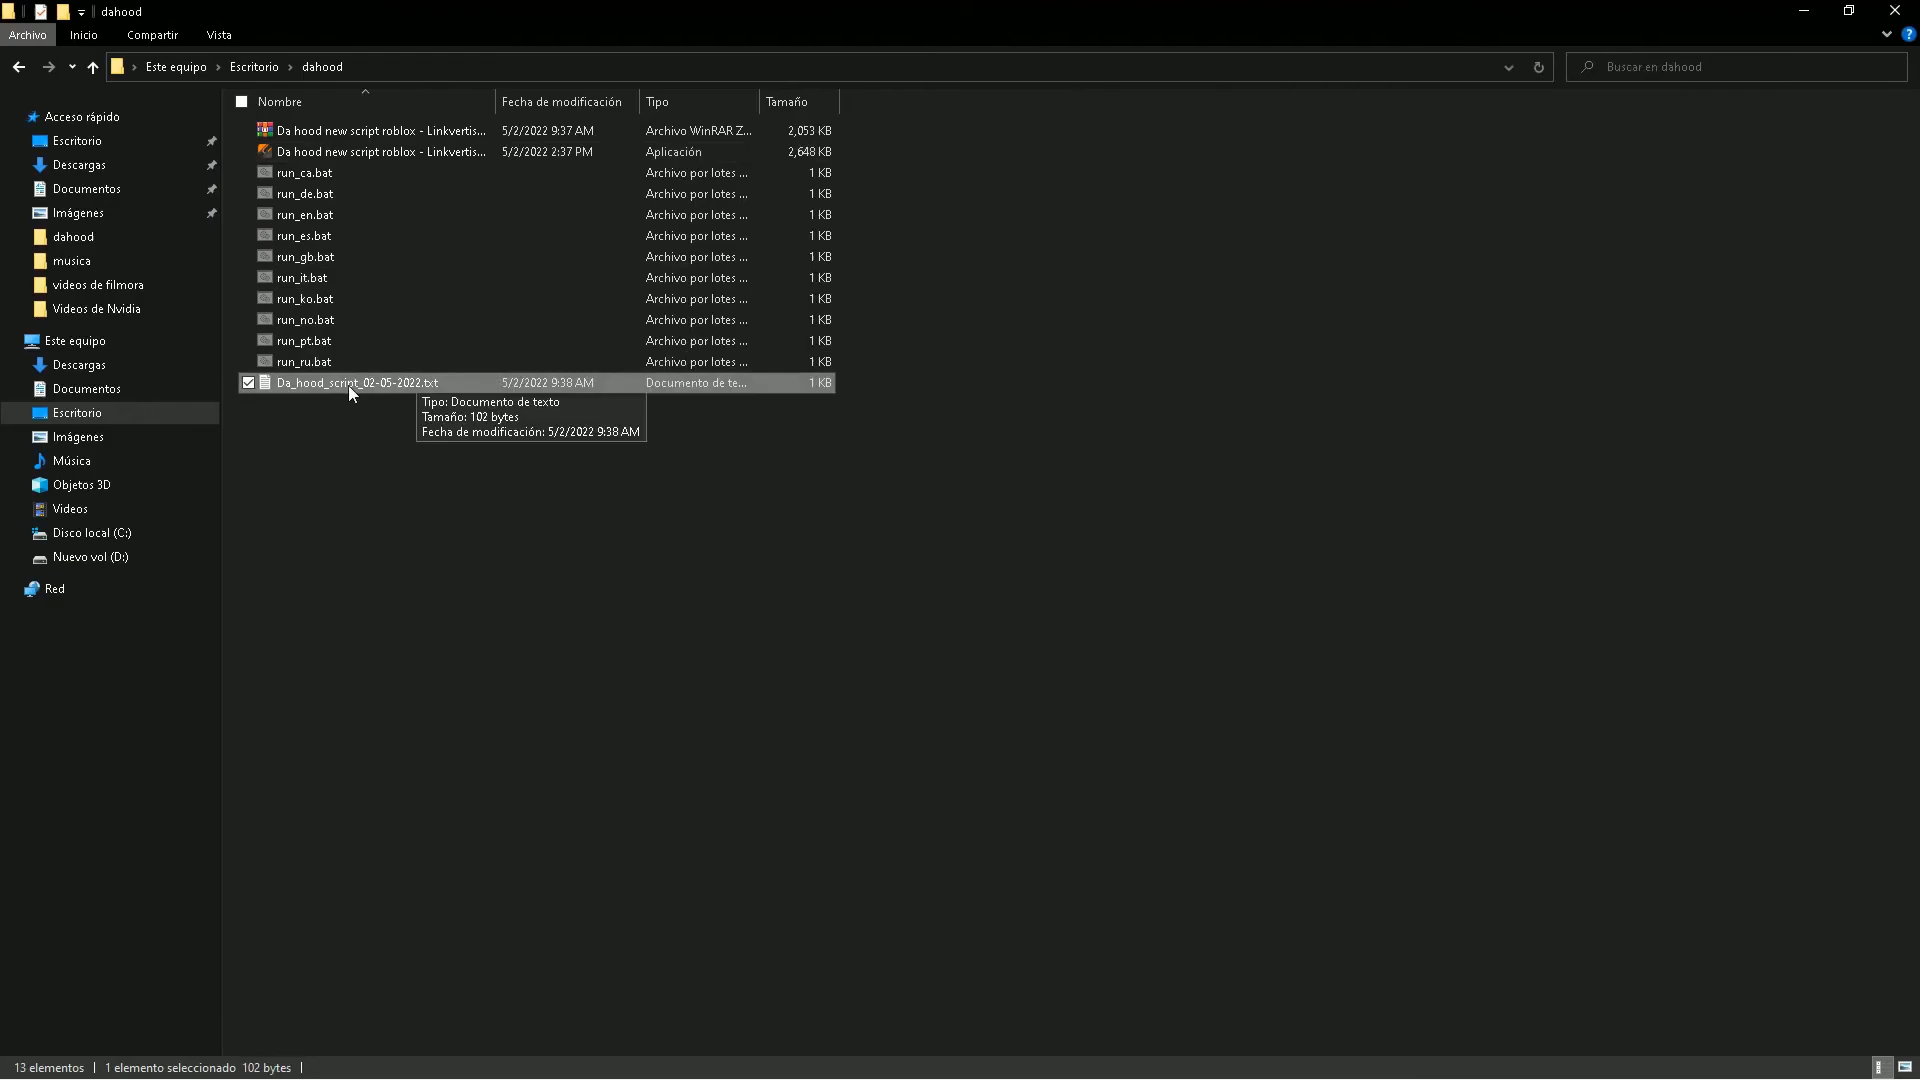 dahood
Archivo Inicio Compartir Vista
Este equipo Escritorio dahood
Buscar en dahood
Nombre Fecha de modificación Tipo Tamaño
Da hood new script roblox - Linkvertis... 5/2/2022 9:37 AM Archivo WinRAR Z... 2,053 KB
Da hood new script roblox - Linkvertis... 5/2/2022 2:37 PM Aplicación 2,648 KB
run_ca.bat Archivo por lotes ... 1 KB
run_de.bat Archivo por lotes ... 1 KB
run_en.bat Archivo por lotes ... 1 KB
run_es.bat Archivo por lotes ... 1 KB
run_gb.bat Archivo por lotes ... 1 KB
run_it.bat Archivo por lotes ... 1 KB
run_ko.bat Archivo por lotes ... 1 KB
run_no.bat Archivo por lotes ... 1 KB
run_pt.bat Archivo por lotes ... 1 KB
run_ru.bat Archivo por lotes ... 1 KB
Da_hood_script_02-05-2022.txt 5/2/2022 9:38 AM Documento de te... 1 KB
Tipo: Documento de texto
Tamaño: 102 bytes
Fecha de modificación: 5/2/2022 9:38 AM
Acceso rápido
Escritorio
Descargas
Documentos
Imágenes
dahood
musica
videos de filmora
Videos de Nvidia
Este equipo
Descargas
Documentos
Escritorio
Imágenes
Música
Objetos 3D
Videos
Disco local (C:)
Nuevo vol (D:)
Red
13 elementos 1 elemento seleccionado 102 bytes